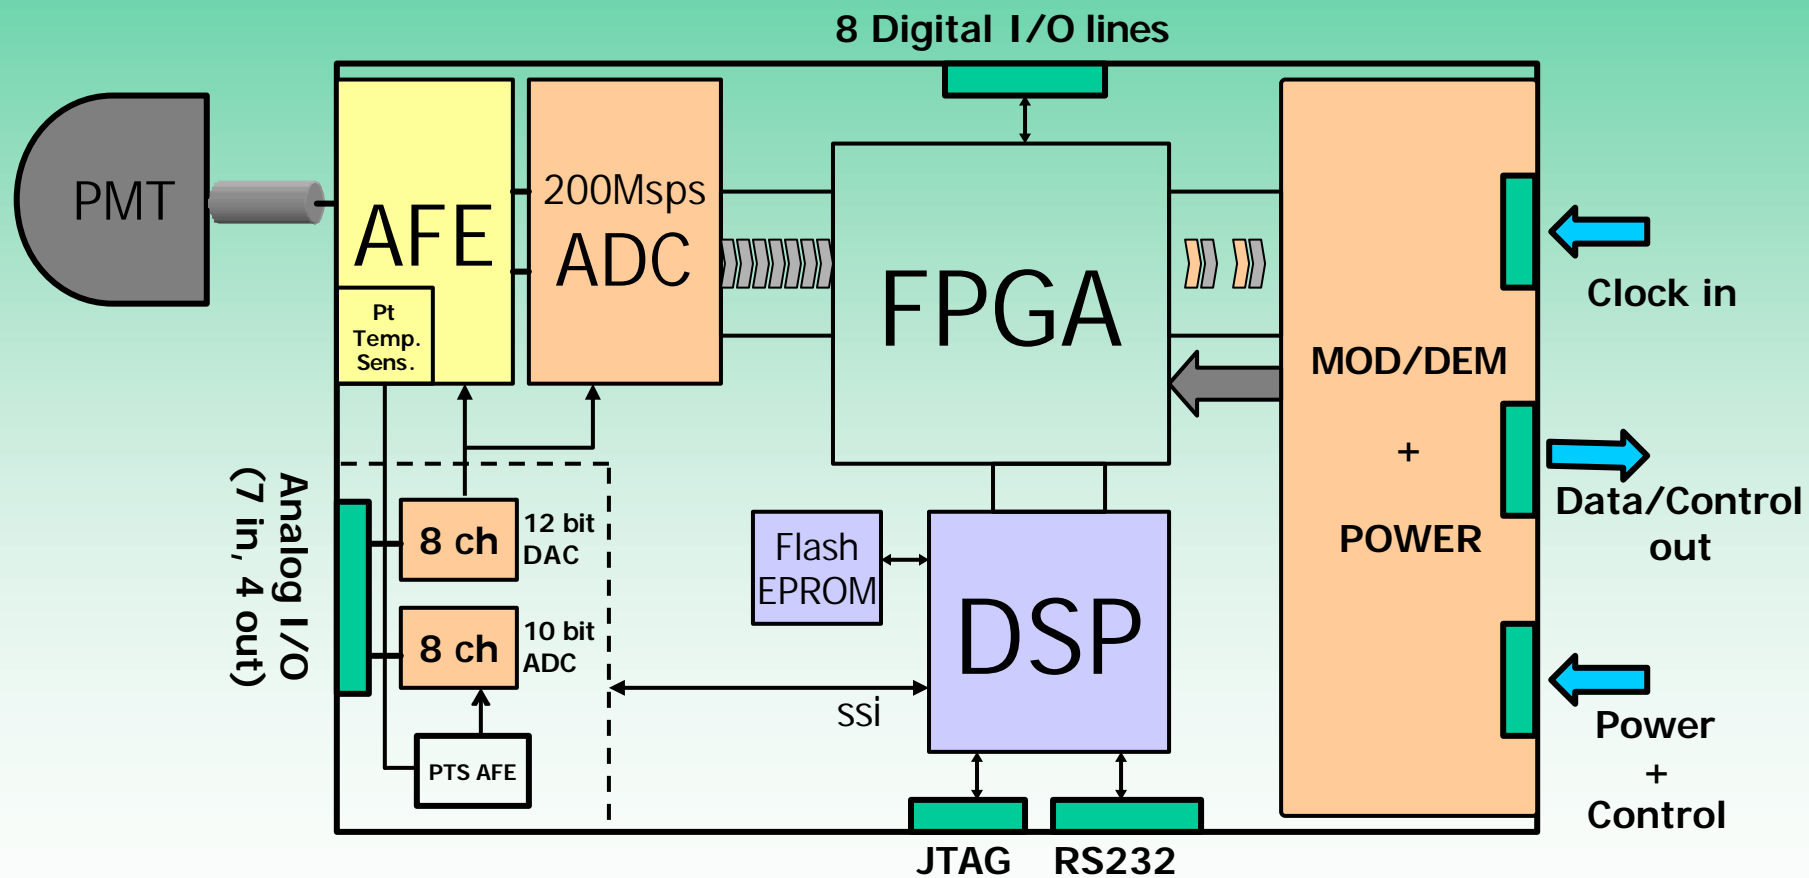 8 Digital I/O lines
PMT
AFE
200Msps
ADC
Pt
Temp.
Sens.
FPGA
MOD/DEM
+
POWER
Clock in
Data/Control
out
Power
+
Control
Analog I/O
(7 in, 4 out)
8 ch
12 bit
DAC
8 ch
10 bit
ADC
PTS AFE
Flash
EPROM
DSP
ssi
JTAG
RS232